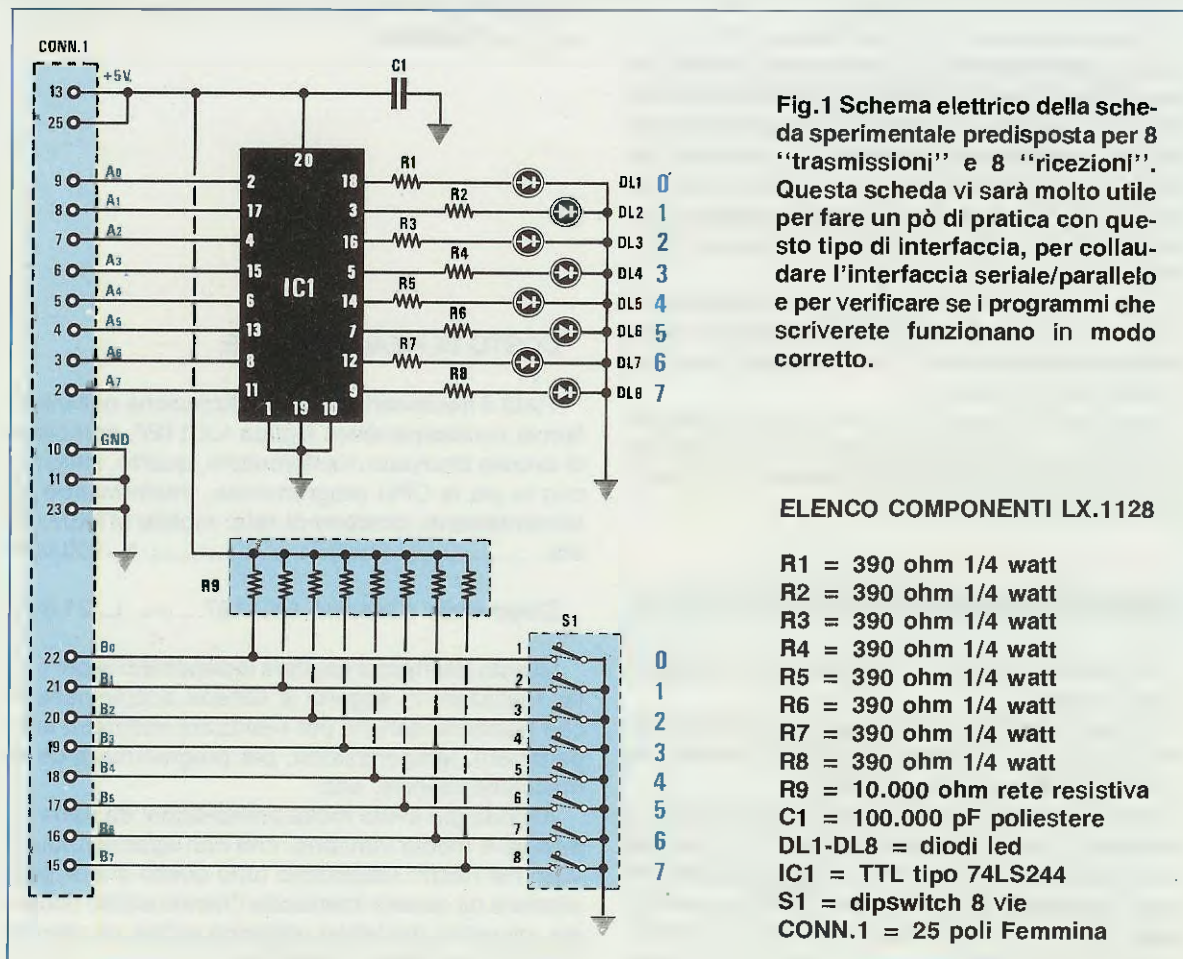 CONN.1
13
+5V.
25
C1
9
A0
8
A1
7
A2
6
A3
5
A4
4
A5
3
A6
2
A7
20
2
18
17
3
4
16
15
5
IC1
6
14
13
7
8
12
11
9
1 19 10
R1
R2
R3
R4
R5
R6
R7
R8
DL1 0
DL2 1
DL3 2
DL4 3
DL5 4
DL6 5
DL7 6
DL8 7
10
GND
11
23
R9
S1
22
B0
21
B1
20
B2
19
B3
18
B4
17
B5
16
B6
15
B7
1
2
3
4
5
6
7
8
0
1
2
3
4
5
6
7
Fig.1 Schema elettrico della sche-
da sperimentale predisposta per 8
"trasmissioni" e 8 "ricezioni".
Questa scheda vi sarà molto utile
per fare un pò di pratica con que-
sto tipo di interfaccia, per collau-
dare l'interfaccia seriale/parallelo
e per verificare se i programmi che
scriverete funzionano in modo
corretto.
ELENCO COMPONENTI LX.1128
R1 = 390 ohm 1/4 watt
R2 = 390 ohm 1/4 watt
R3 = 390 ohm 1/4 watt
R4 = 390 ohm 1/4 watt
R5 = 390 ohm 1/4 watt
R6 = 390 ohm 1/4 watt
R7 = 390 ohm 1/4 watt
R8 = 390 ohm 1/4 watt
R9 = 10.000 ohm rete resistiva
C1 = 100.000 pF poliestere
DL1-DL8 = diodi led
IC1 = TTL tipo 74LS244
S1 = dipswitch 8 vie
CONN.1 = 25 poli Femmina